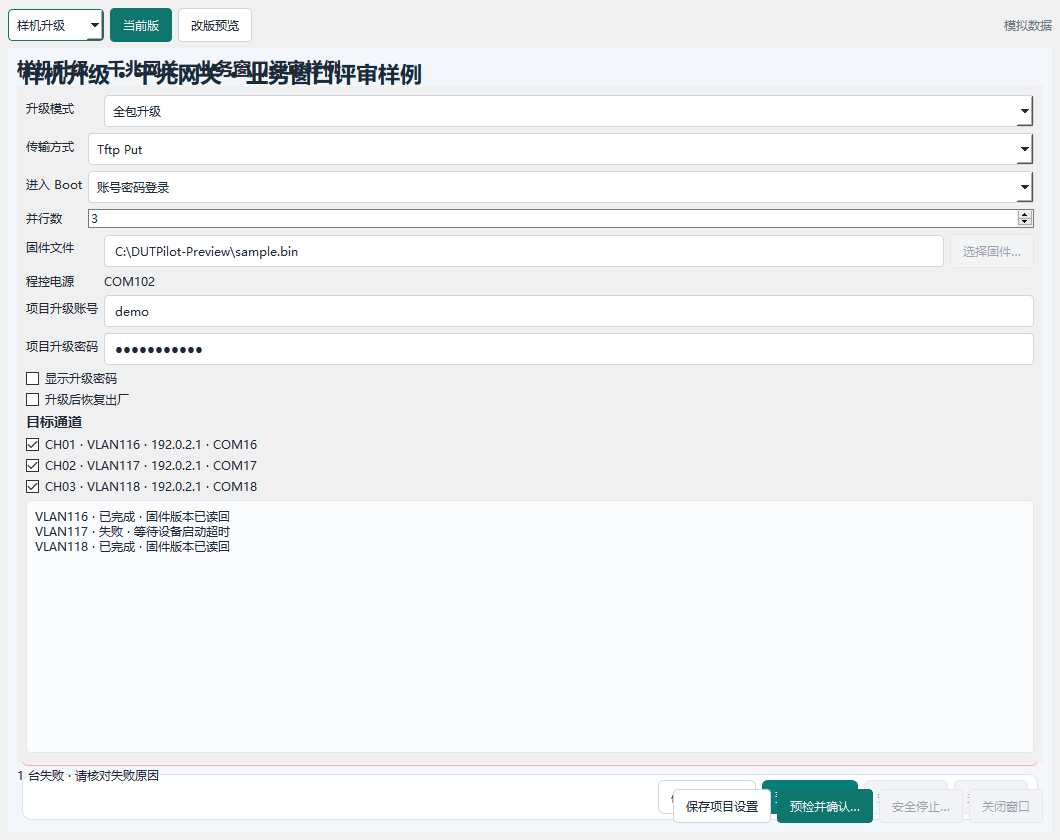 样机升级 当前版 改版预览 模拟数据
样机升级 · 千兆网关 · 业务窗口评审样例
升级模式 全包升级
传输方式 Tftp Put
进入 Boot 账号密码登录
并行数 3
固件文件 C:\DUTPilot-Preview\sample.bin 选择固件...
程控电源 COM102
项目升级账号 demo
项目升级密码 ●●●●●●●●●●●
显示升级密码
升级后恢复出厂
目标通道
CH01 · VLAN116 · 192.0.2.1 · COM16
CH02 · VLAN117 · 192.0.2.1 · COM17
CH03 · VLAN118 · 192.0.2.1 · COM18
VLAN116 · 已完成 · 固件版本已读回
VLAN117 · 失败 · 等待设备启动超时
VLAN118 · 已完成 · 固件版本已读回
1 台失败 · 请核对失败原因
保存项目设置 预检并确认... 安全停止... 关闭窗口